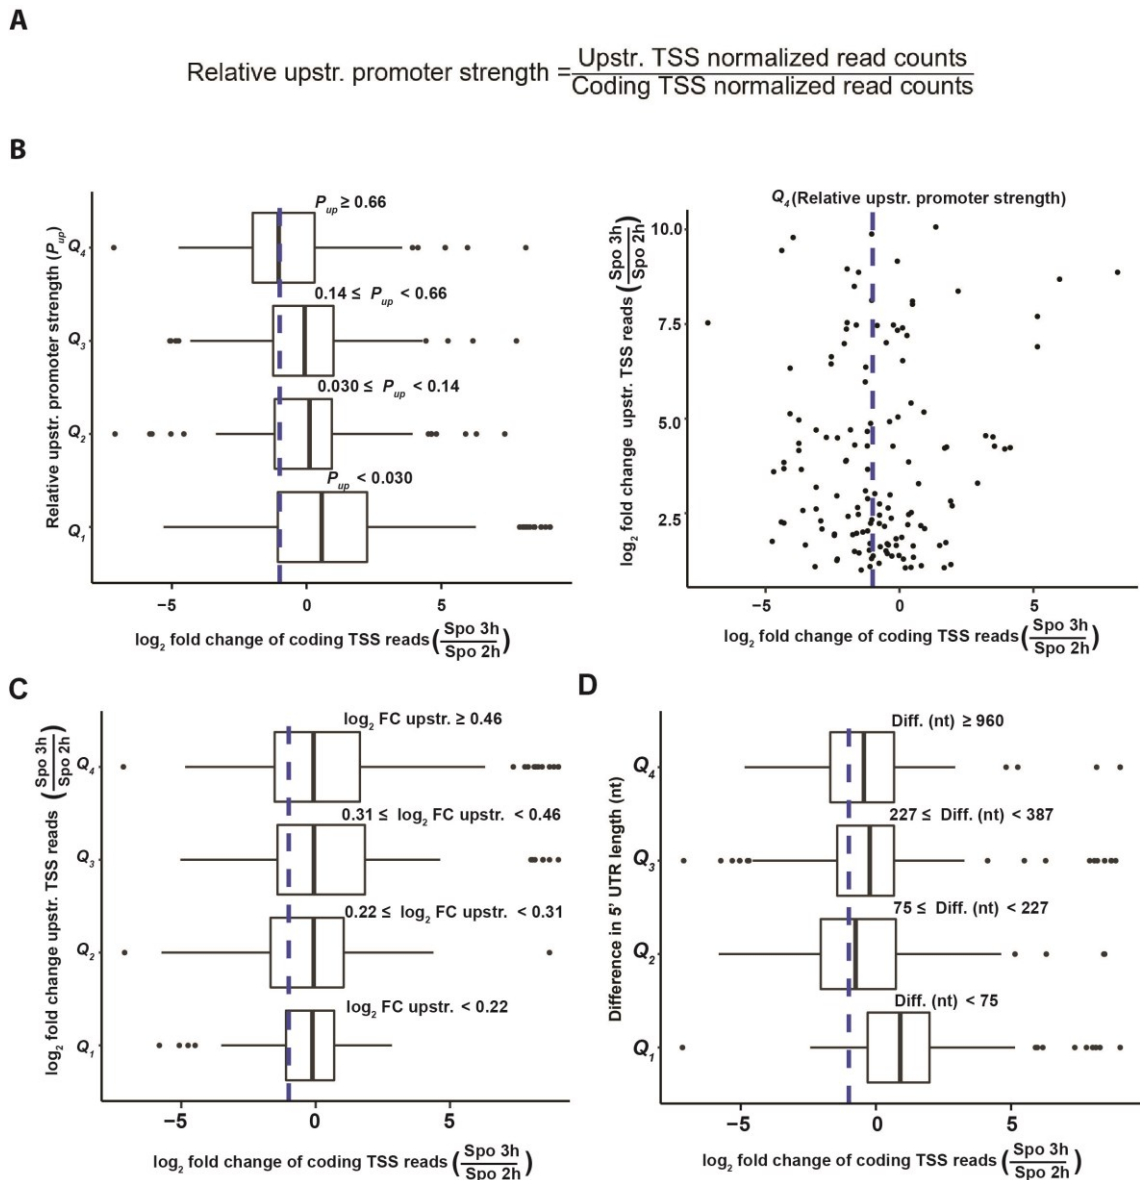 A
Relative upstr. promoter strength = Upstr. TSS normalized read counts
Coding TSS normalized read counts
B
Relative upstr. promoter strength (Pup)
Q4
Q3
Q2
Q1
Pup ≥ 0.66
0.14 ≤ Pup < 0.66
0.030 ≤ Pup < 0.14
Pup < 0.030
−5
0
5
log2 fold change of coding TSS reads (Spo 3h
Spo 2h)
Q4 (Relative upstr. promoter strength)
log2 fold change upstr. TSS reads (Spo 3h
Spo 2h)
10.0
7.5
5.0
2.5
−5
0
5
log2 fold change of coding TSS reads (Spo 3h
Spo 2h)
C
log2 fold change upstr. TSS reads (Spo 3h
Spo 2h)
Q4
Q3
Q2
Q1
log2 FC upstr. ≥ 0.46
0.31 ≤ log2 FC upstr. < 0.46
0.22 ≤ log2 FC upstr. < 0.31
log2 FC upstr. < 0.22
−5
0
5
log2 fold change of coding TSS reads (Spo 3h
Spo 2h)
D
Difference in 5' UTR length (nt)
Q4
Q3
Q2
Q1
Diff. (nt) ≥ 960
227 ≤ Diff. (nt) < 387
75 ≤ Diff. (nt) < 227
Diff. (nt) < 75
−5
0
5
log2 fold change of coding TSS reads (Spo 3h
Spo 2h)